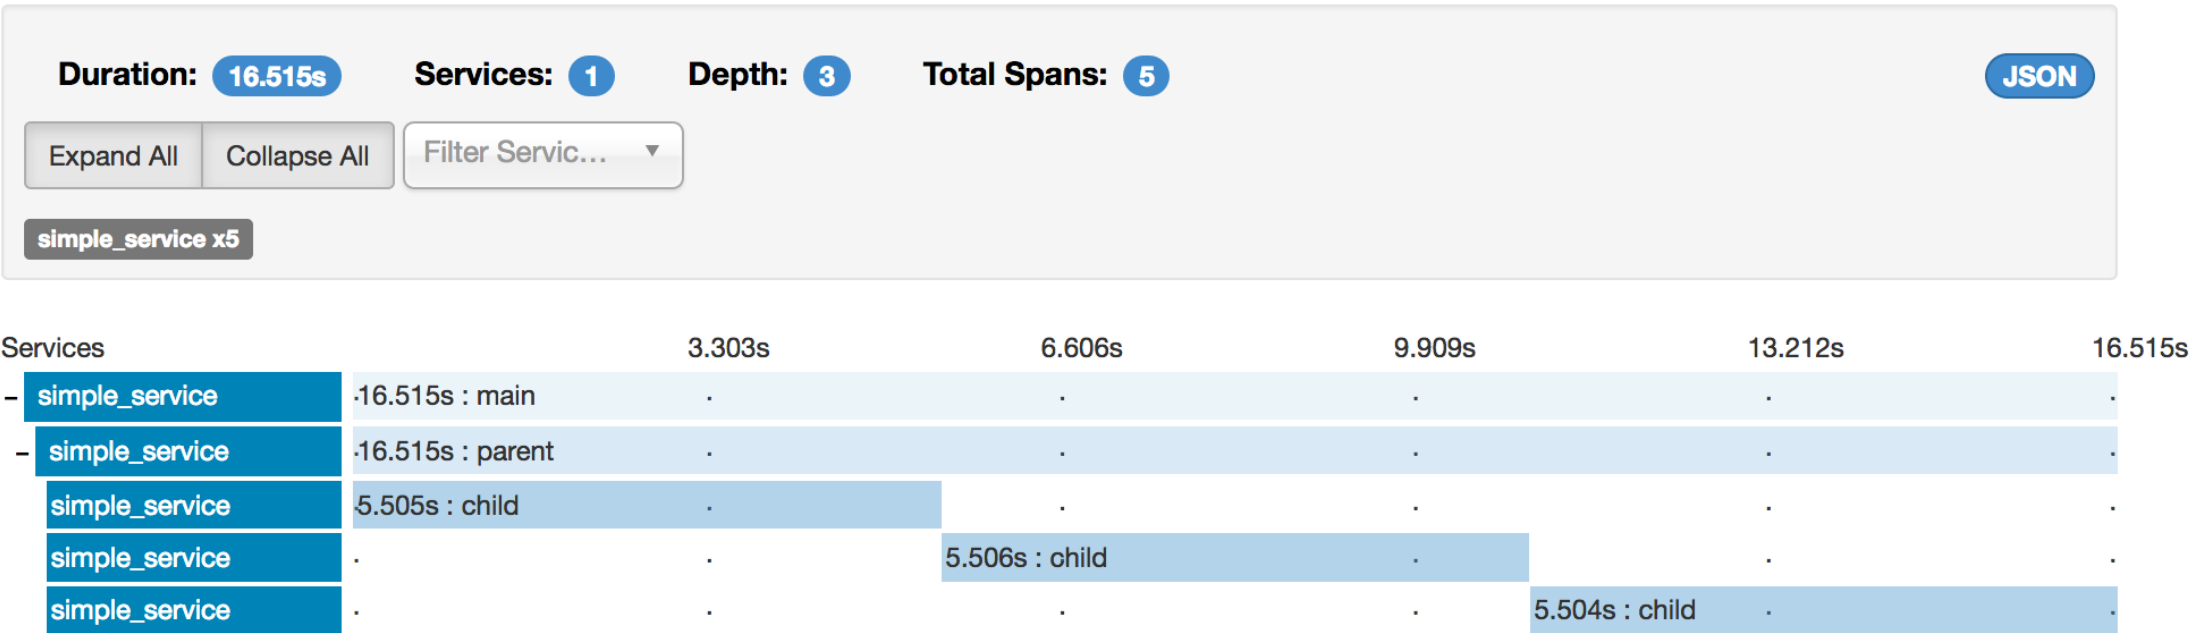 Duration: 16.515s Services: 1 Depth: 3 Total Spans: 5 JSON
Expand All Collapse All Filter Servic...
simple_service x5
Services 3.303s 6.606s 9.909s 13.212s 16.515s
simple_service 16.515s : main
simple_service 16.515s : parent
simple_service 5.505s : child
simple_service 5.506s : child
simple_service 5.504s : child